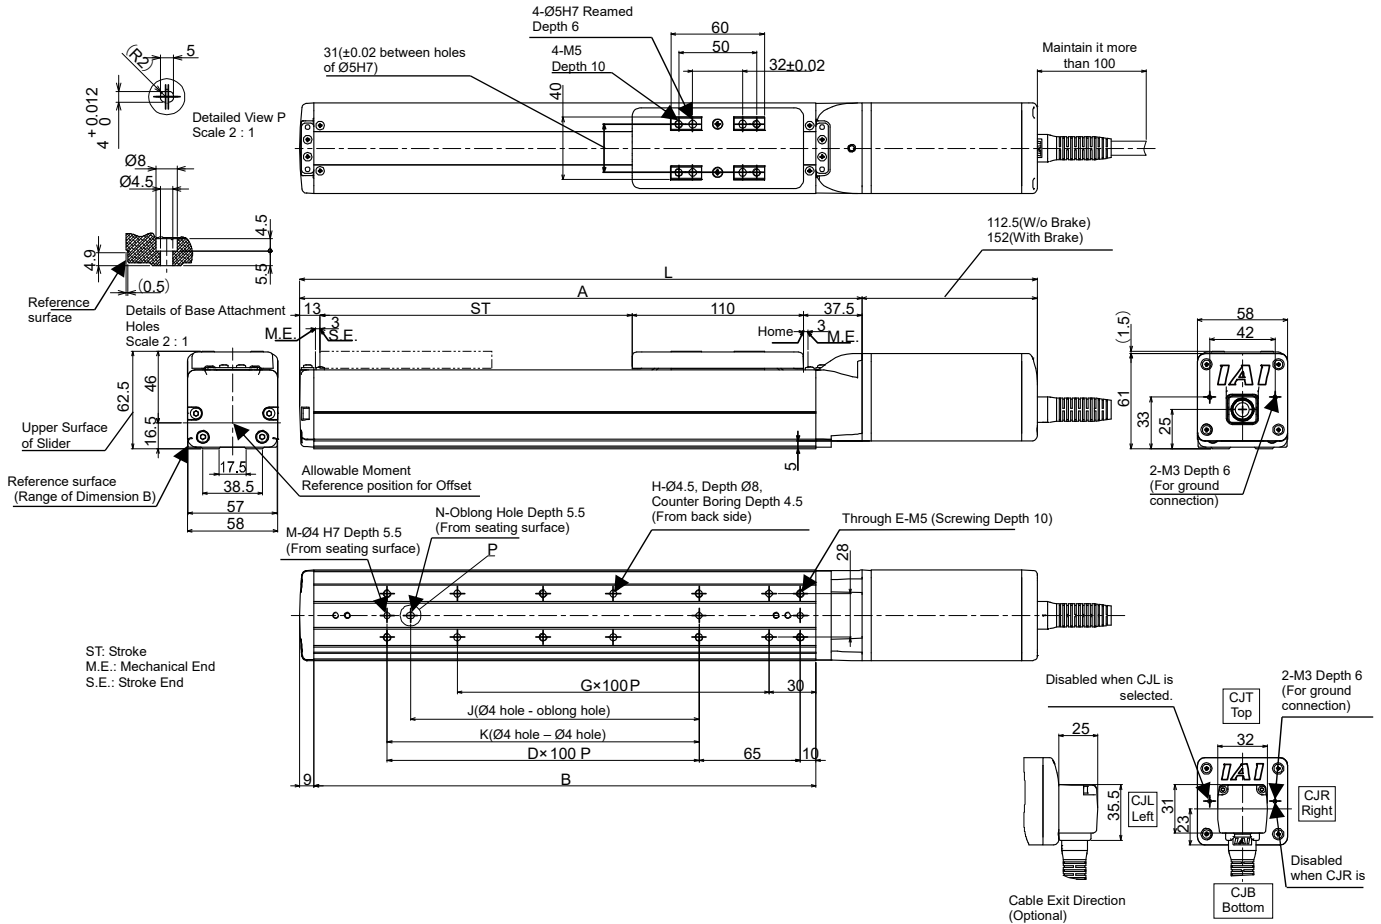 4-Ø5H7 Reamed
Depth 6
60
50
32±0.02
31(±0.02 between holes
of Ø5H7)
4-M5
Depth 10
40
Maintain it more
than 100
(R2)
5
4 +0.012
0
Detailed View P
Scale 2 : 1
Ø8
Ø4.5
4.5
4.9
5.5
(0.5)
Reference
surface
Details of Base Attachment
Holes
Scale 2 : 1
112.5(W/o Brake)
152(With Brake)
L
A
13
ST
110
37.5
M.E.
3
S.E.
Home
3
M.E.
5
62.5
46
16.5
Upper Surface
of Slider
Reference surface
(Range of Dimension B)
17.5
38.5
57
58
Allowable Moment
Reference position for Offset
58
42
(1.5)
61
33
25
IAI
2-M3 Depth 6
(For ground
connection)
M-Ø4 H7 Depth 5.5
(From seating surface)
N-Oblong Hole Depth 5.5
(From seating surface)
P
H-Ø4.5, Depth Ø8,
Counter Boring Depth 4.5
(From back side)
Through E-M5 (Screwing Depth 10)
28
G×100P
30
J(Ø4 hole - oblong hole)
K(Ø4 hole – Ø4 hole)
D×100 P
65
10
9
B
ST: Stroke
M.E.: Mechanical End
S.E.: Stroke End
Disabled when CJL is
selected.
CJT
Top
2-M3 Depth 6
(For ground
connection)
25
32
35.5
CJL
Left
31
23
IAI
IAI
CJR
Right
Disabled
when CJR is
CJB
Bottom
Cable Exit Direction
(Optional)